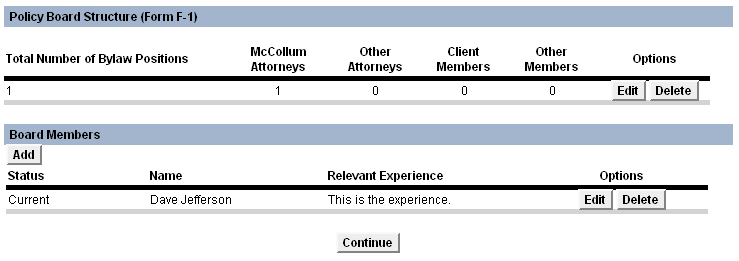 Policy Board Structure (Form F-1)
Total Number of Bylaw Positions McCollum Attorneys Other Attorneys Client Members Other Members Options
1 1 0 0 0 Edit Delete
Board Members
Add
Status Name Relevant Experience Options
Current Dave Jefferson This is the experience. Edit Delete
Continue